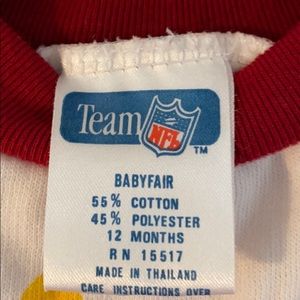 Team NFL TM
BABYFAIR
55% COTTON
45% POLYESTER
12 MONTHS
RN 15517
MADE IN THAILAND
CARE INSTRUCTIONS OVER